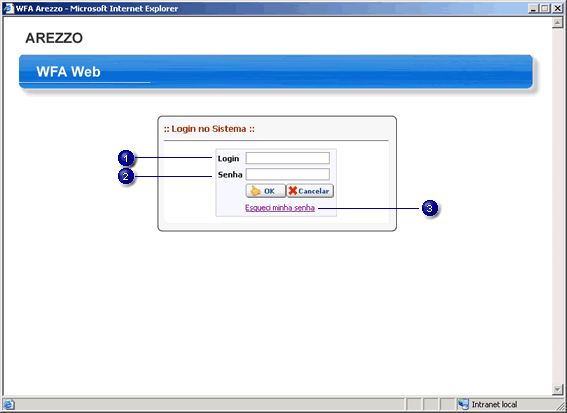 WFA Arezzo - Microsoft Internet Explorer
AREZZO
WFA Web
:: Login no Sistema ::
1
Login
2
Senha
OK Cancelar
Esqueci minha senha
3
Intranet local